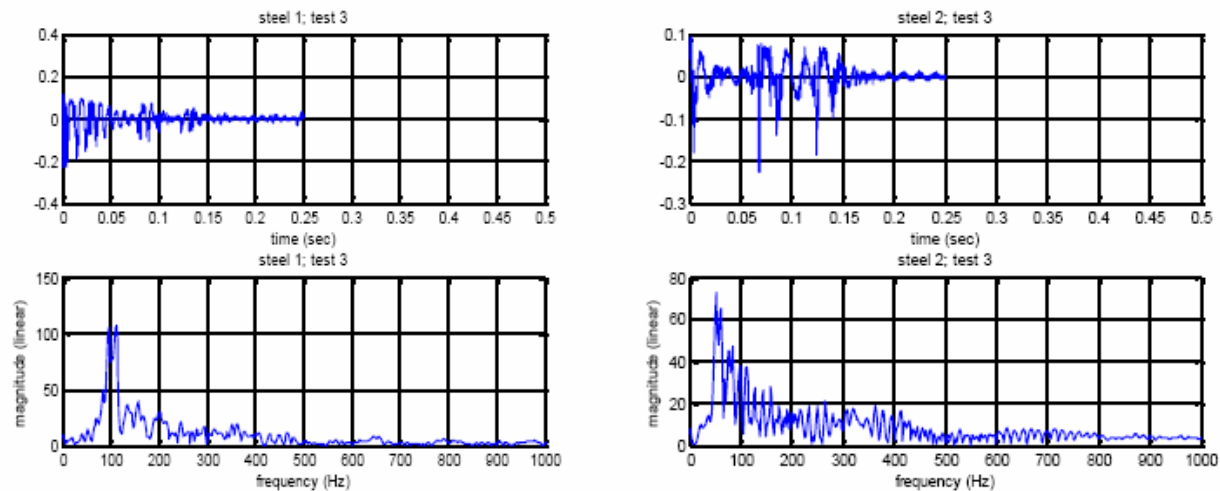 steel 1; test 3
0.4
0.2
0
-0.2
-0.4
0 0.05 0.1 0.15 0.2 0.25 0.3 0.35 0.4 0.45 0.5
time (sec)
steel 2; test 3
0.1
0
-0.1
-0.2
-0.3
0 0.05 0.1 0.15 0.2 0.25 0.3 0.35 0.4 0.45 0.5
time (sec)
steel 1; test 3
magnitude (linear)
150
100
50
0
0 100 200 300 400 500 600 700 800 900 1000
frequency (Hz)
steel 2; test 3
magnitude (linear)
80
60
40
20
0
0 100 200 300 400 500 600 700 800 900 1000
frequency (Hz)